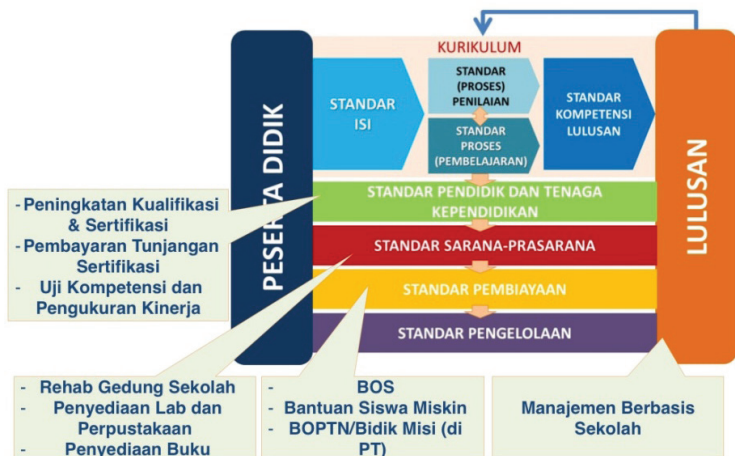 KURIKULUM
PESERTA DIDIK
STANDAR
ISI
STANDAR
(PROSES)
PENILAIAN
STANDAR
PROSES
(PEMBELAJARAN)
STANDAR
KOMPETENSI
LULUSAN
LULUSAN
STANDAR PENDIDIK DAN TENAGA
KEPENDIDIKAN
STANDAR SARANA-PRASARANA
STANDAR PEMBIAYAAN
STANDAR PENGELOLAAN
- Peningkatan Kualifikasi
& Sertifikasi
- Pembayaran Tunjangan
Sertifikasi
- Uji Kompetensi dan
Pengukuran Kinerja
- Rehab Gedung Sekolah
- Penyediaan Lab dan
Perpustakaan
- Penyediaan Buku
- BOS
- Bantuan Siswa Miskin
- BOPTN/Bidik Misi (di
PT)
Manajemen Berbasis
Sekolah